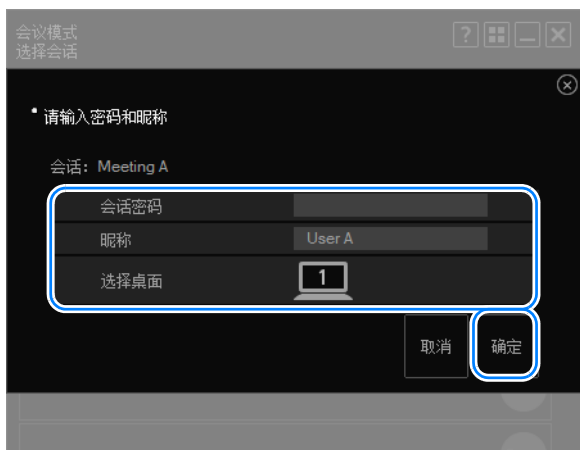 会议模式
选择会话
?
请输入密码和昵称
会话：Meeting A
会话密码
昵称 User A
选择桌面 1
取消 确定